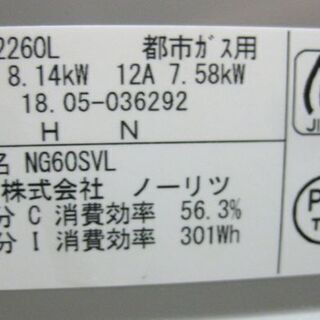 2260L 都市ガス用
8.14kW 12A 7.58kW
18.05-036292
H N
名 NG60SVL
株式会社 ノーリツ
分 C 消費効率 56.3%
分 I 消費効率 301Wh